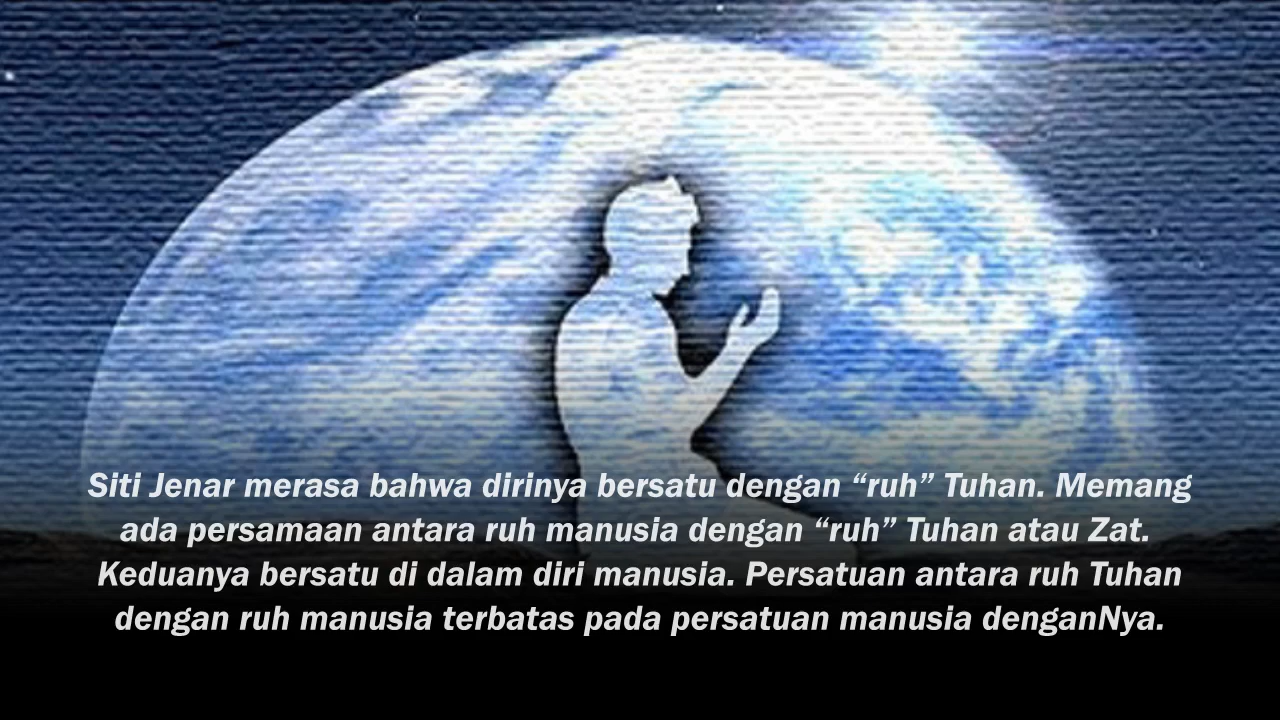 Siti Jenar merasa bahwa dirinya bersatu dengan “ruh” Tuhan. Memang
ada persamaan antara ruh manusia dengan “ruh” Tuhan atau Zat.
Keduanya bersatu di dalam diri manusia. Persatuan antara ruh Tuhan
dengan ruh manusia terbatas pada persatuan manusia denganNya.